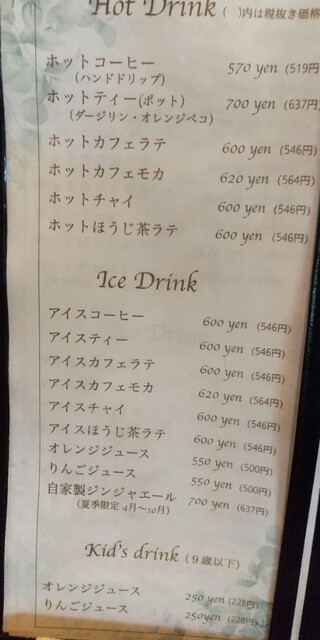 Hot Drink ( )内は税抜き価格
ホットコーヒー 570 yen (519円
(ハンドドリップ)
ホットティー(ポット) 700 yen (637円
(ダージリン・オレンジペコ)
ホットカフェラテ 600 yen (546円)
ホットカフェモカ 620 yen (564円)
ホットチャイ 600 yen (546円)
ホットほうじ茶ラテ 600 yen (546円)
Ice Drink
アイスコーヒー 600 yen (546円)
アイスティー 600 yen (546円)
アイスカフェラテ 600 yen (546円)
アイスカフェモカ 620 yen (564円)
アイスチャイ 600 yen (546円)
アイスほうじ茶ラテ 600 yen (546円)
オレンジジュース 550 yen (500円)
りんごジュース 550 yen (500円)
自家製ジンジャエール 700 yen (637円)
(夏季限定 4月〜10月)
Kid's drink (9歳以下)
オレンジジュース 250 yen (228円)
りんごジュース 250yen (228円)